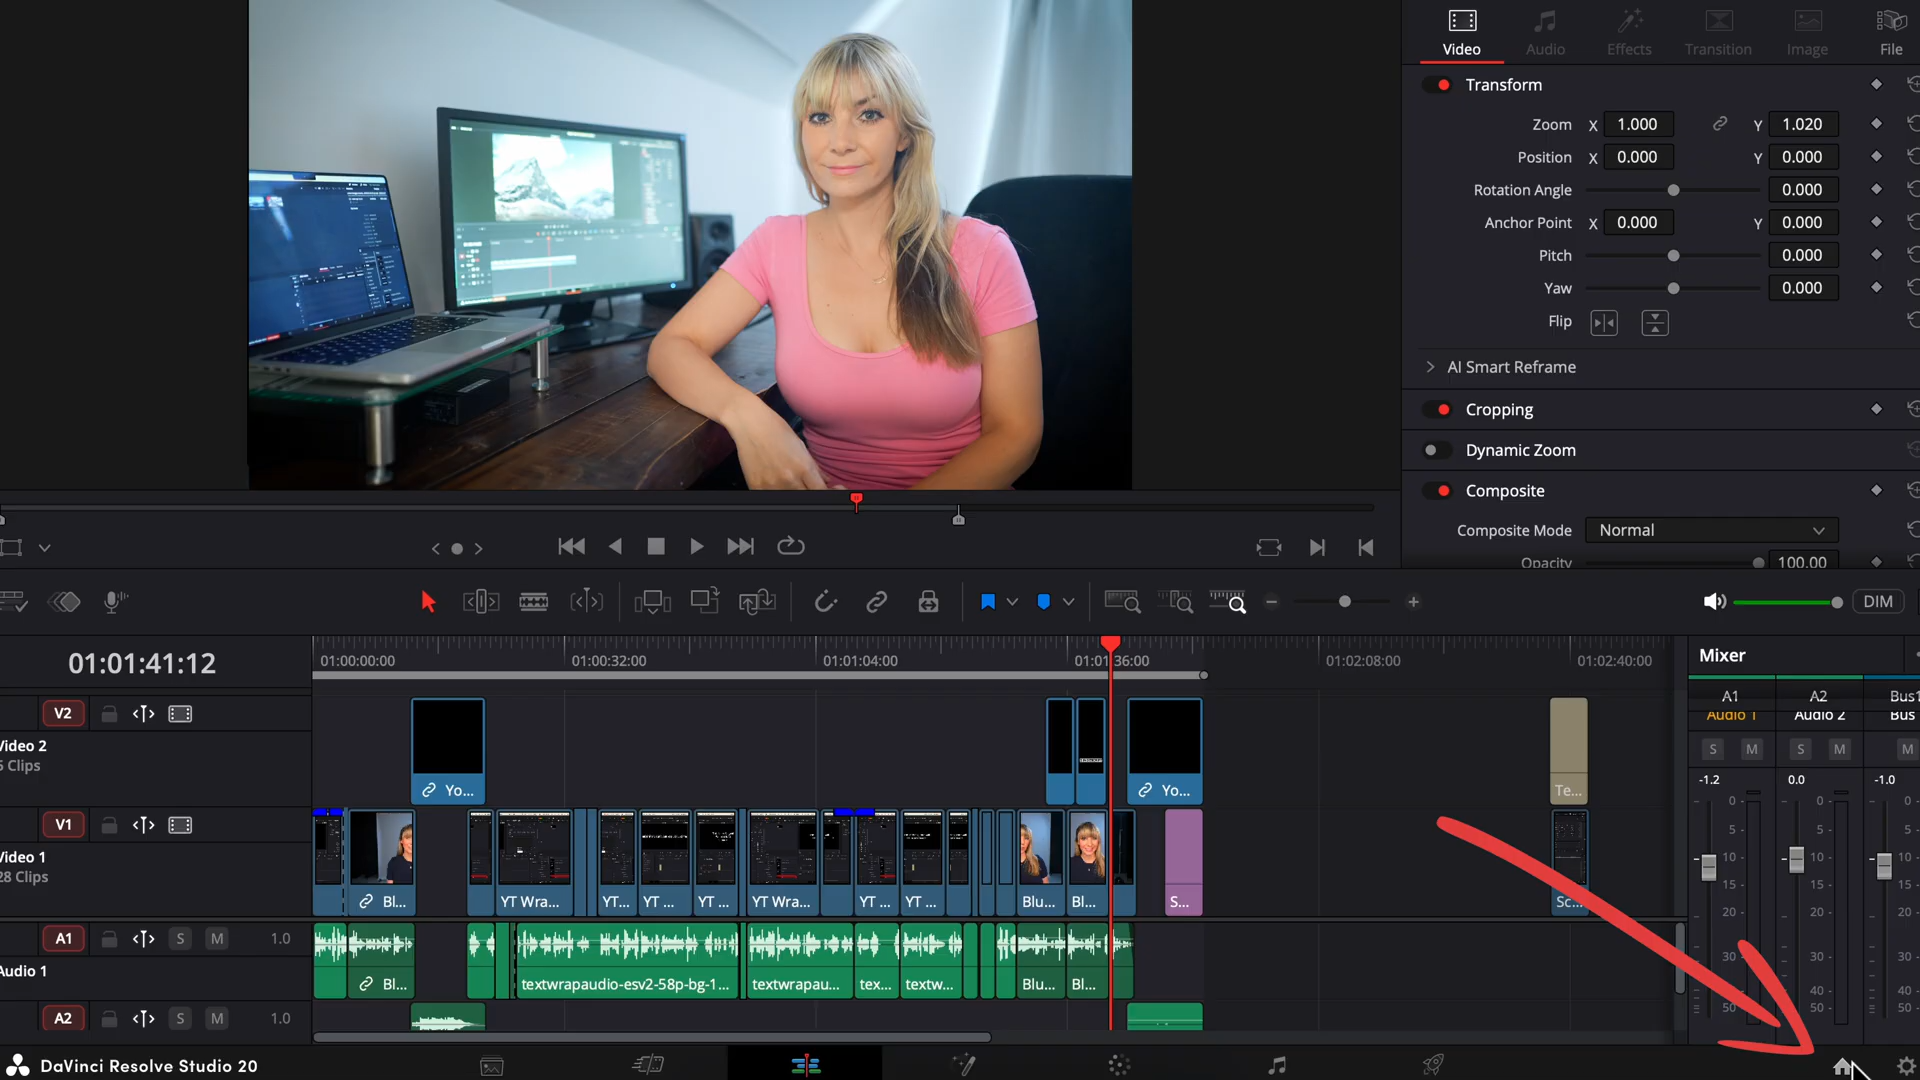 Video Audio Effects Transition Image File
Transform
Zoom X 1.000 Y 1.020
Position X 0.000 Y 0.000
Rotation Angle 0.000
Anchor Point X 0.000 Y 0.000
Pitch 0.000
Yaw 0.000
Flip
AI Smart Reframe
Cropping
Dynamic Zoom
Composite
Composite Mode Normal
Opacity 100.00
DIM
01:01:41:12
01:00:00:00 01:00:32:00 01:01:04:00 01:01:36:00 01:02:08:00 01:02:40:00
Mixer
A1 A2 Bus1
Audio 1 Audio 2 Bus
S M S M M
-1.2 0.0 -1.0
V2
Video 2
Clips
Yo... Yo... Te...
V1
Video 1
28 Clips
Bl... YT Wra... YT... YT ... YT ... YT Wra... YT ... YT ... Blu... Bl... S... Sc...
A1 S M 1.0
Audio 1
Bl... textwrapaudio-esv2-58p-bg-1... textwrapau... tex... textw... Blu... Bl...
A2 S M 1.0
0 0 0
5 5 5
10 10 10
15 15 15
20 20 20
30 30 30
40 40
50 50 50
DaVinci Resolve Studio 20